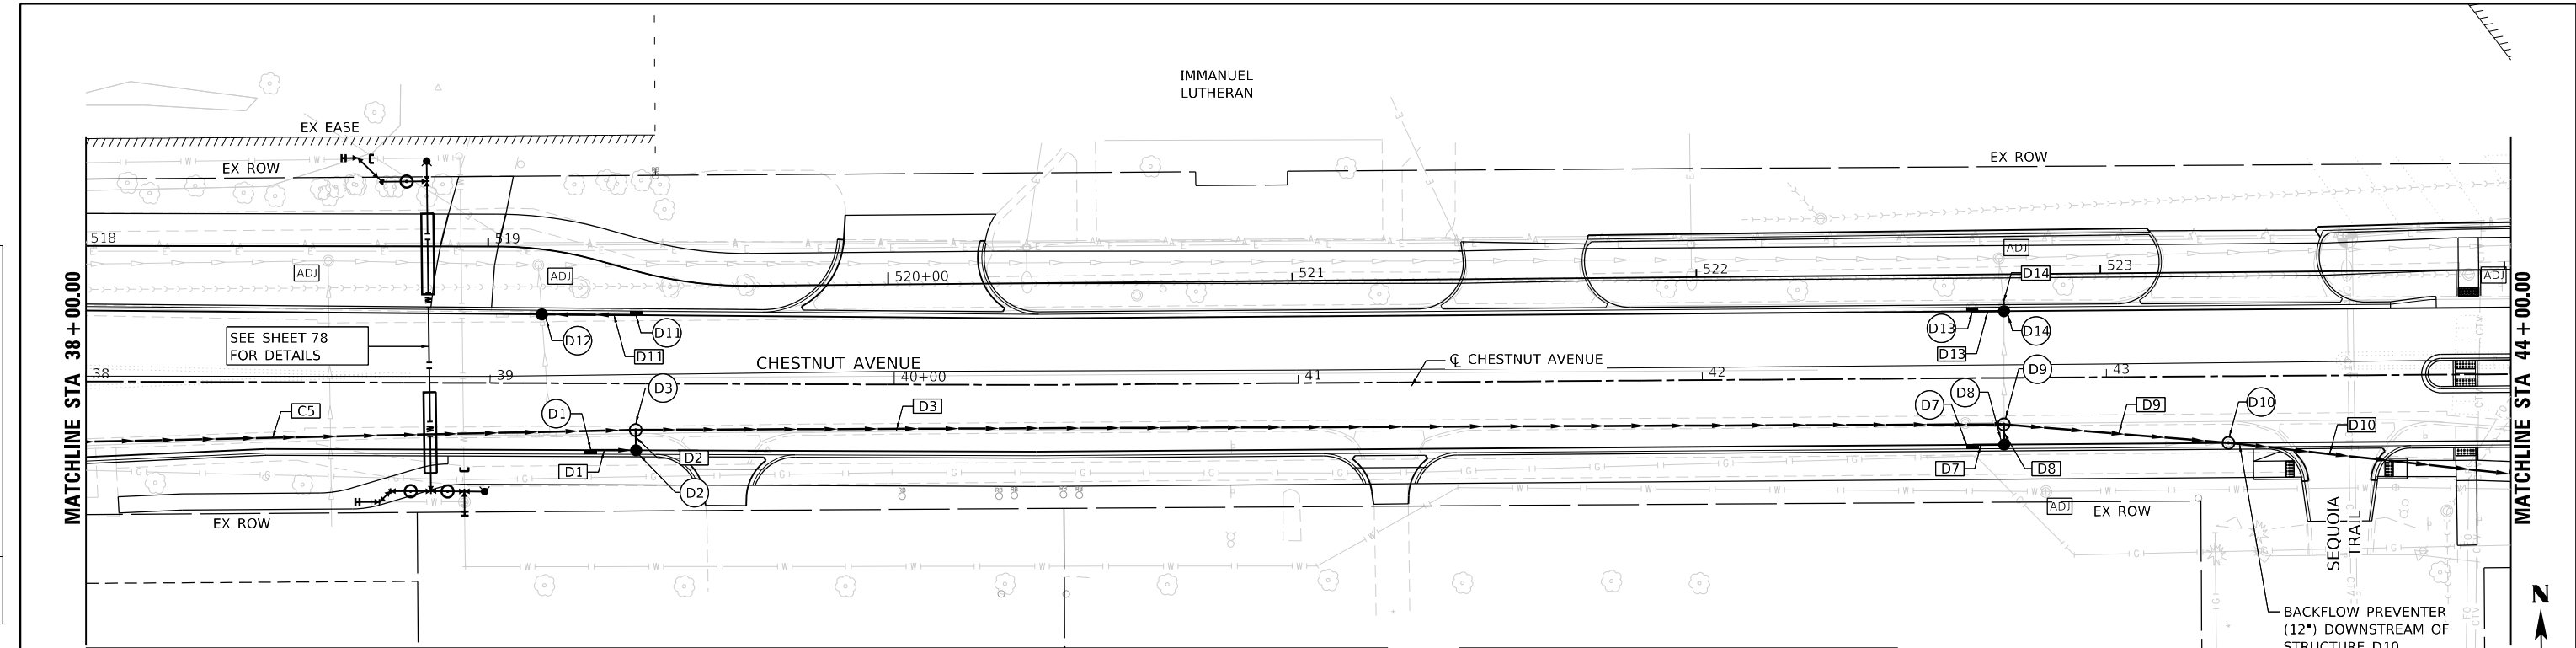 IMMANUEL
LUTHERAN
EX EASE
EX ROW
EX ROW
518
519
520+00
521
522
523
ADJ
ADJ
ADJ
ADJ
D14
D14
D13
D13
D11
D11
D12
SEE SHEET 78
FOR DETAILS
MATCHLINE STA 38+00.00
MATCHLINE STA 44+00.00
CHESTNUT AVENUE
℄ CHESTNUT AVENUE
38
39
40+00
41
42
43
C5
D1
D3
D3
D7
D8
D9
D9
D10
D10
D1
D2
D2
D7
D8
ADJ
EX ROW
EX ROW
SEQUOIA
TRAIL
N
BACKFLOW PREVENTER
(12") DOWNSTREAM OF
STRUCTURE D10